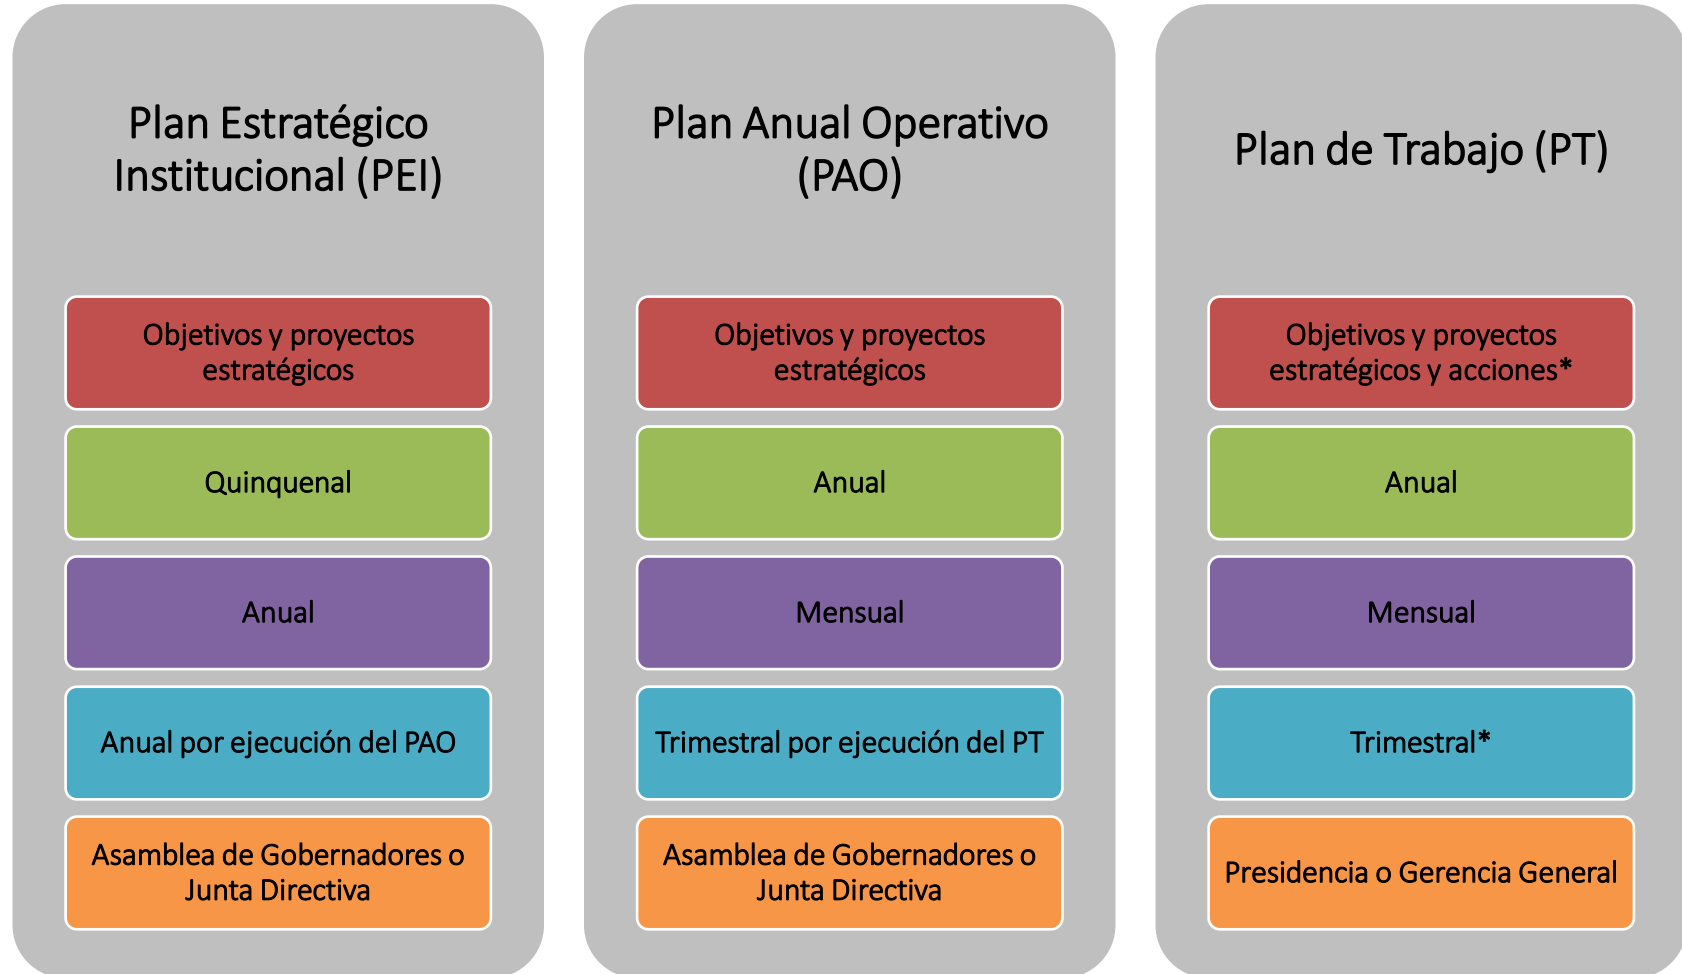 Plan Estratégico
Institucional (PEI)
Objetivos y proyectos
estratégicos
Quinquenal
Anual
Anual por ejecución del PAO
Asamblea de Gobernadores o
Junta Directiva
Plan Anual Operativo
(PAO)
Objetivos y proyectos
estratégicos
Anual
Mensual
Trimestral por ejecución del PT
Asamblea de Gobernadores o
Junta Directiva
Plan de Trabajo (PT)
Objetivos y proyectos
estratégicos y acciones*
Anual
Mensual
Trimestral*
Presidencia o Gerencia General